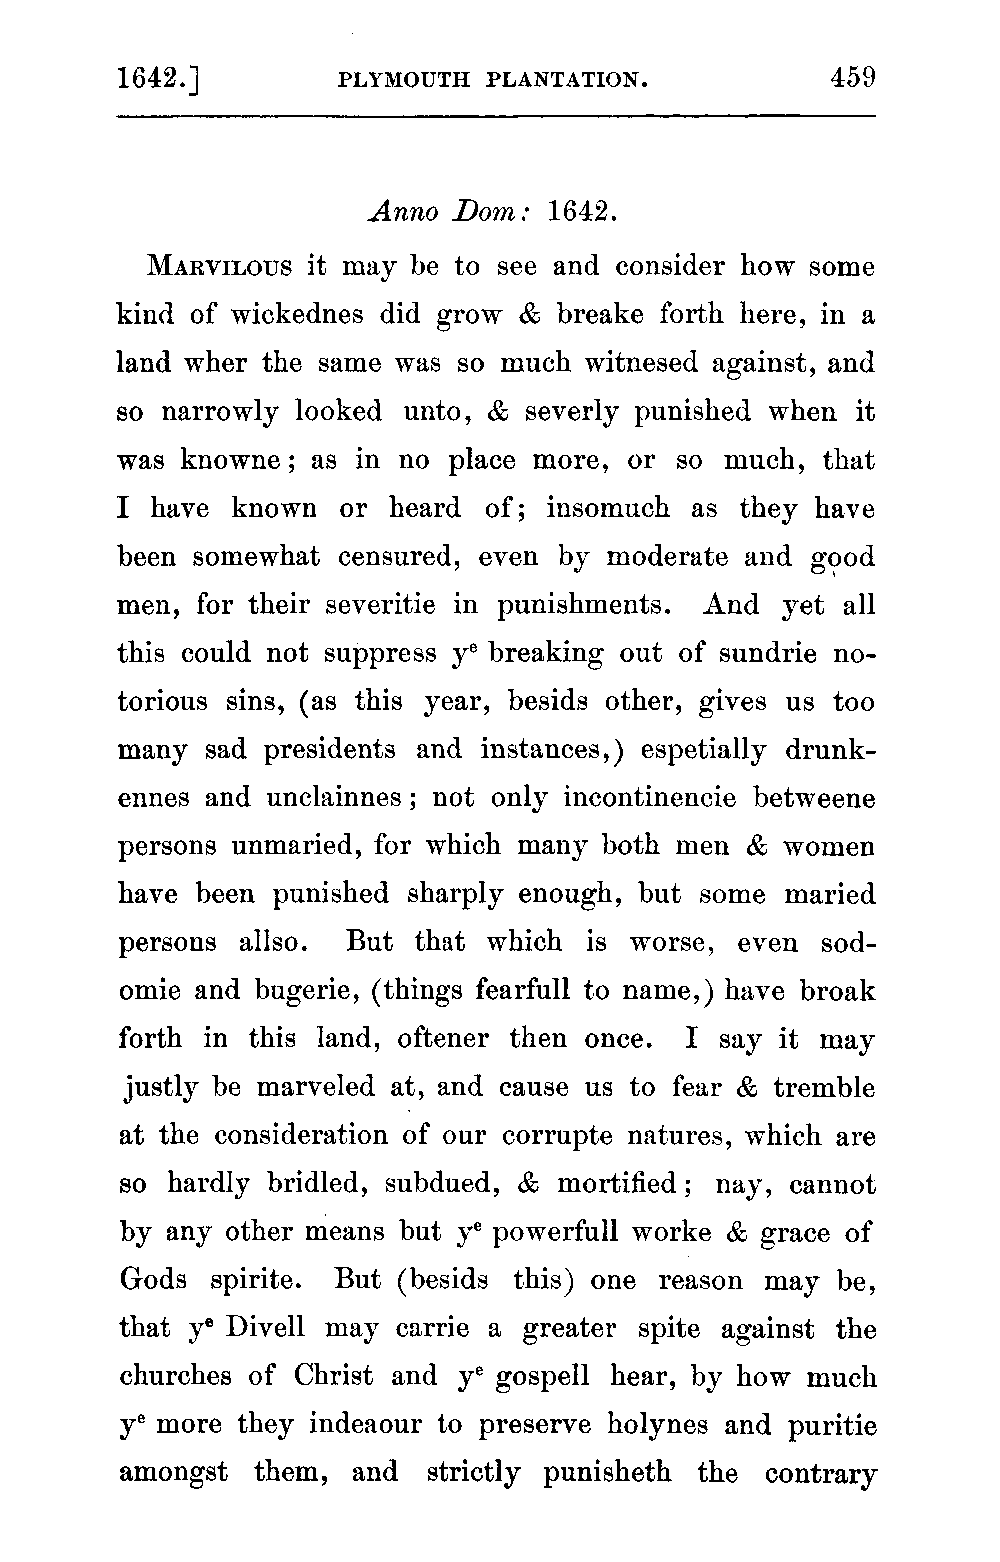 1642.] PLYMOUTH PLANTATION. 459
Anno Dom: 1642.
MARVILOUS it may be to see and consider how some
kind of wickednes did grow & breake forth here, in a
land wher the same was so much witnesed against, and
so narrowly looked unto, & severly punished when it
was knowne; as in no place more, or so much, that
I have known or heard of; insomuch as they have
been somewhat censured, even by moderate and good
men, for their severitie in punishments. And yet all
this could not suppress yᵉ breaking out of sundrie no-
torious sins, (as this year, besids other, gives us too
many sad presidents and instances,) espetially drunk-
ennes and unclainnes; not only incontinencie betweene
persons unmaried, for which many both men & women
have been punished sharply enough, but some maried
persons allso. But that which is worse, even sod-
omie and bugerie, (things fearfull to name,) have broak
forth in this land, oftener then once. I say it may
justly be marveled at, and cause us to fear & tremble
at the consideration of our corrupte natures, which are
so hardly bridled, subdued, & mortified; nay, cannot
by any other means but yᵉ powerfull worke & grace of
Gods spirite. But (besids this) one reason may be,
that yᵉ Divell may carrie a greater spite against the
churches of Christ and yᵉ gospell hear, by how much
yᵉ more they indeaour to preserve holynes and puritie
amongst them, and strictly punisheth the contrary